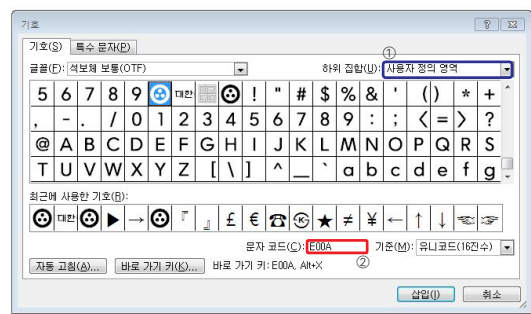 기호
기호(S) 특수 문자(P)
①
글꼴(F): 석보체 보통(OTF) 하위 집합(U): 사용자 정의 영역
5 6 7 8 9 대한 ! " # $ % & ' ( ) * +
, - . / 0 1 2 3 4 5 6 7 8 9 : ; < = > ?
@ A B C D E F G H I J K L M N O P Q R S
T U V W X Y Z [ \ ] ^ _ ` a b c d e f g
최근에 사용한 기호(R):
대한 ▶ → 『 』 £ € ☎ ㉿ ★ ≠ ¥ ← ↑ ↓ ☜ ☞
문자 코드(C): E00A 기준(M): 유니코드(16진수)
②
자동 고침(A)... 바로 가기 키(K)... 바로 가기 키: E00A, Alt+X
삽입(I) 취소